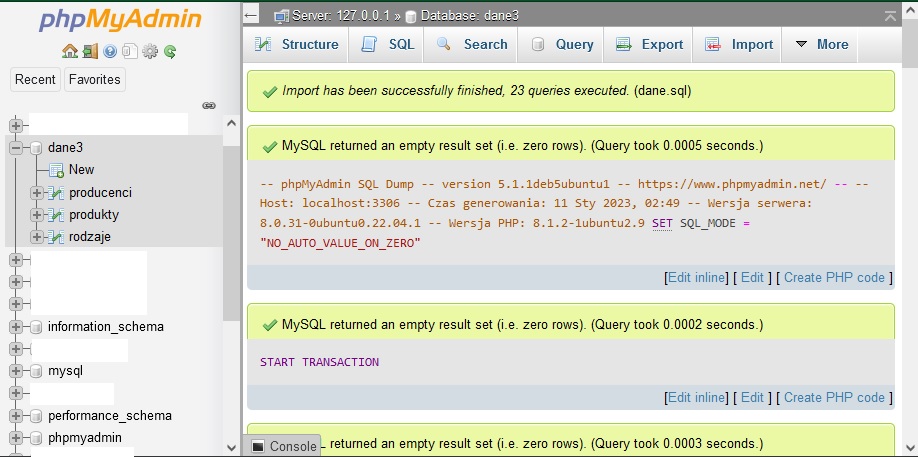 phpMyAdmin
Recent
Favorites
dane3
New
producenci
produkty
rodzaje
information_schema
mysql
performance_schema
phpmyadmin
Server: 127.0.0.1 » Database: dane3
Structure
SQL
Search
Query
Export
Import
More
Import has been successfully finished, 23 queries executed. (dane.sql)
MySQL returned an empty result set (i.e. zero rows). (Query took 0.0005 seconds.)
-- phpMyAdmin SQL Dump -- version 5.1.1deb5ubuntu1 -- https://www.phpmyadmin.net/ -- --
Host: localhost:3306 -- Czas generowania: 11 Sty 2023, 02:49 -- Wersja serwera:
8.0.31-0ubuntu0.22.04.1 -- Wersja PHP: 8.1.2-1ubuntu2.9 SET SQL_MODE =
"NO_AUTO_VALUE_ON_ZERO"
[Edit inline] [ Edit ] [ Create PHP code ]
MySQL returned an empty result set (i.e. zero rows). (Query took 0.0002 seconds.)
START TRANSACTION
[Edit inline] [ Edit ] [ Create PHP code ]
L returned an empty result set (i.e. zero rows). (Query took 0.0003 seconds.)
Console